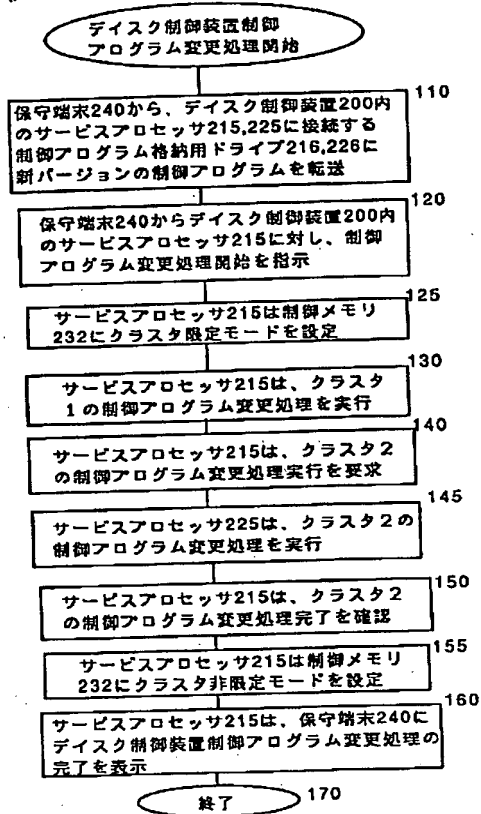 ディスク制御装置制御
プログラム変更処理開始
110
保守端末240から、ディスク制御装置200内
のサービスプロセッサ215,225に接続する
制御プログラム格納用ドライブ216,226に
新バージョンの制御プログラムを転送
120
保守端末240からディスク制御装置200内
のサービスプロセッサ215に対し、制御
プログラム変更処理開始を指示
125
サービスプロセッサ215は制御メモリ
232にクラスタ限定モードを設定
130
サービスプロセッサ215は、クラスタ
1の制御プログラム変更処理を実行
140
サービスプロセッサ215は、クラスタ2
の制御プログラム変更処理実行を要求
145
サービスプロセッサ225は、クラスタ2の
制御プログラム変更処理を実行
150
サービスプロセッサ215は、クラスタ2
の制御プログラム変更処理完了を確認
155
サービスプロセッサ215は制御メモリ
232にクラスタ非限定モードを設定
160
サービスプロセッサ215は、保守端末240に
ディスク制御装置制御プログラム変更処理の
完了を表示
終了 170